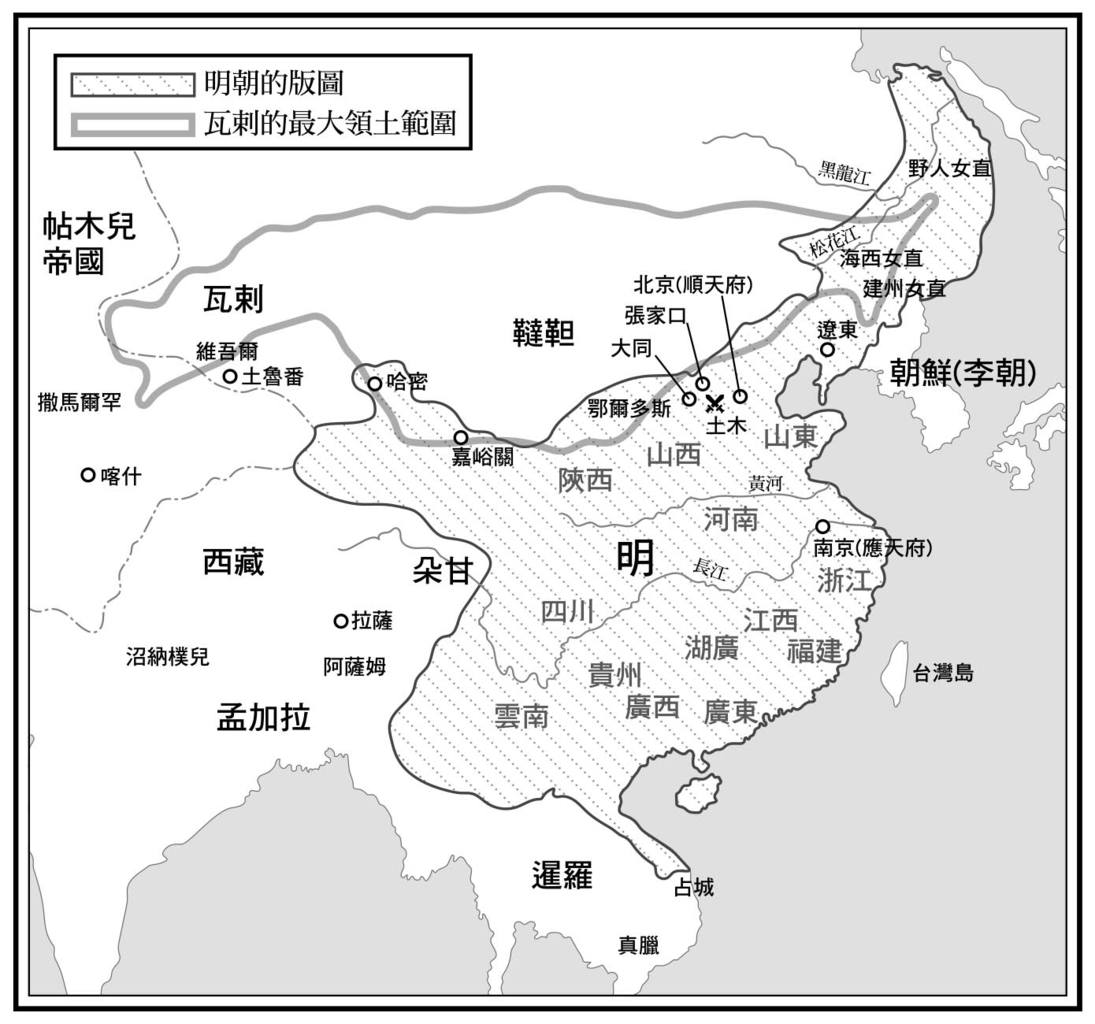 明朝的版圖
瓦剌的最大領土範圍
黑龍江
野人女直
帖木兒
帝國
松花江
海西女直
北京(順天府)
建州女直
瓦剌
張家口
韃靼
遼東
大同
維吾爾
土魯番
朝鮮(李朝)
哈密
撒馬爾罕
鄂爾多斯
土木
山東
嘉峪關
山西
喀什
陝西
黃河
河南
南京(應天府)
西藏
朵甘
明
長江
浙江
四川
拉薩
江西
沼納樸兒
阿薩姆
湖廣
福建
貴州
台灣島
孟加拉
雲南
廣西
廣東
暹羅
占城
真臘